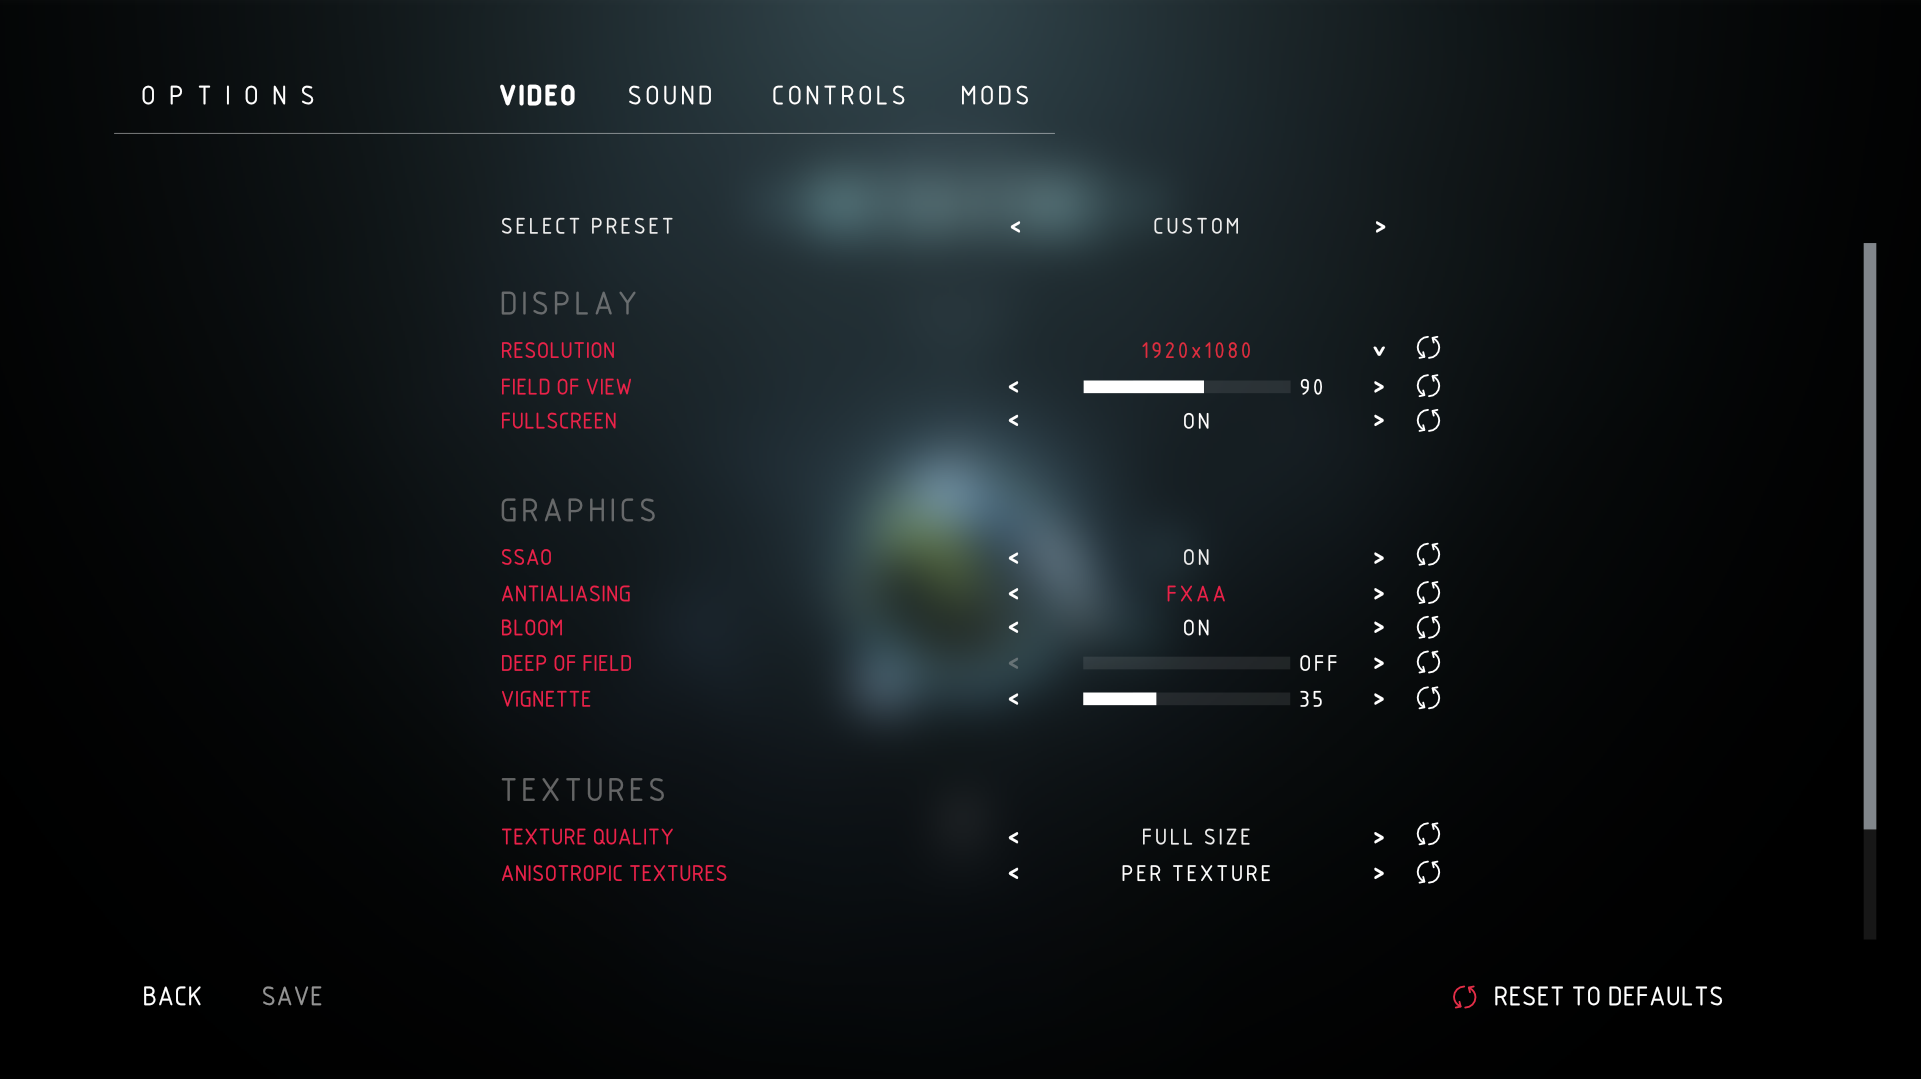 OPTIONS VIDEO SOUND CONTROLS MODS
SELECT PRESET < CUSTOM >
DISPLAY
RESOLUTION 1920x1080 v
FIELD OF VIEW < 90 >
FULLSCREEN < ON >
GRAPHICS
SSAO < ON >
ANTIALIASING < FXAA >
BLOOM < ON >
DEEP OF FIELD < OFF >
VIGNETTE < 35 >
TEXTURES
TEXTURE QUALITY < FULL SIZE >
ANISOTROPIC TEXTURES < PER TEXTURE >
BACK SAVE RESET TO DEFAULTS